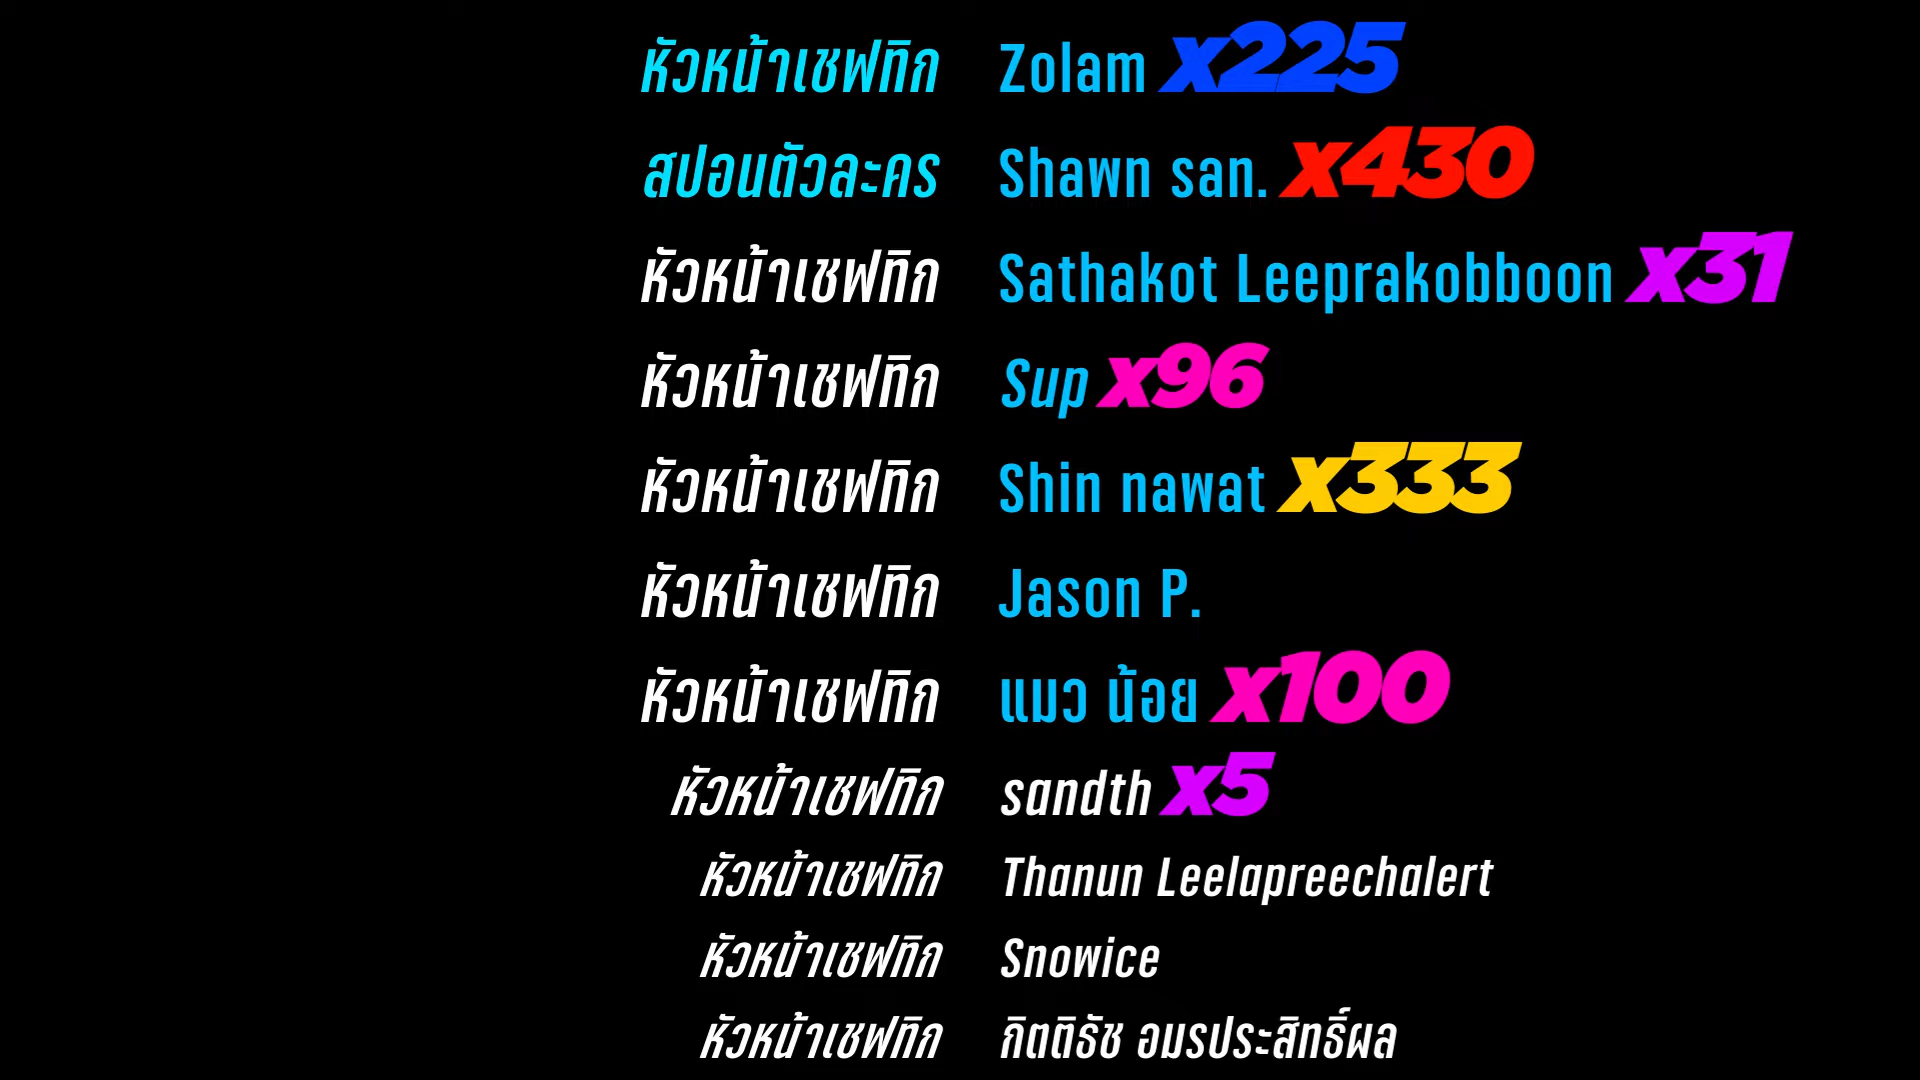 หัวหน้าเชฟทิก Zolam x225
สปอนตัวละคร Shawn san. x430
หัวหน้าเชฟทิก Sathakot Leeprakobboon x31
หัวหน้าเชฟทิก Sup x96
หัวหน้าเชฟทิก Shin nawat x333
หัวหน้าเชฟทิก Jason P.
หัวหน้าเชฟทิก แมว น้อย x100
หัวหน้าเชฟทิก sandth x5
หัวหน้าเชฟทิก Thanun Leelapreechalert
หัวหน้าเชฟทิก Snowice
หัวหน้าเชฟทิก กิตติธัช อมรประสิทธิ์ผล